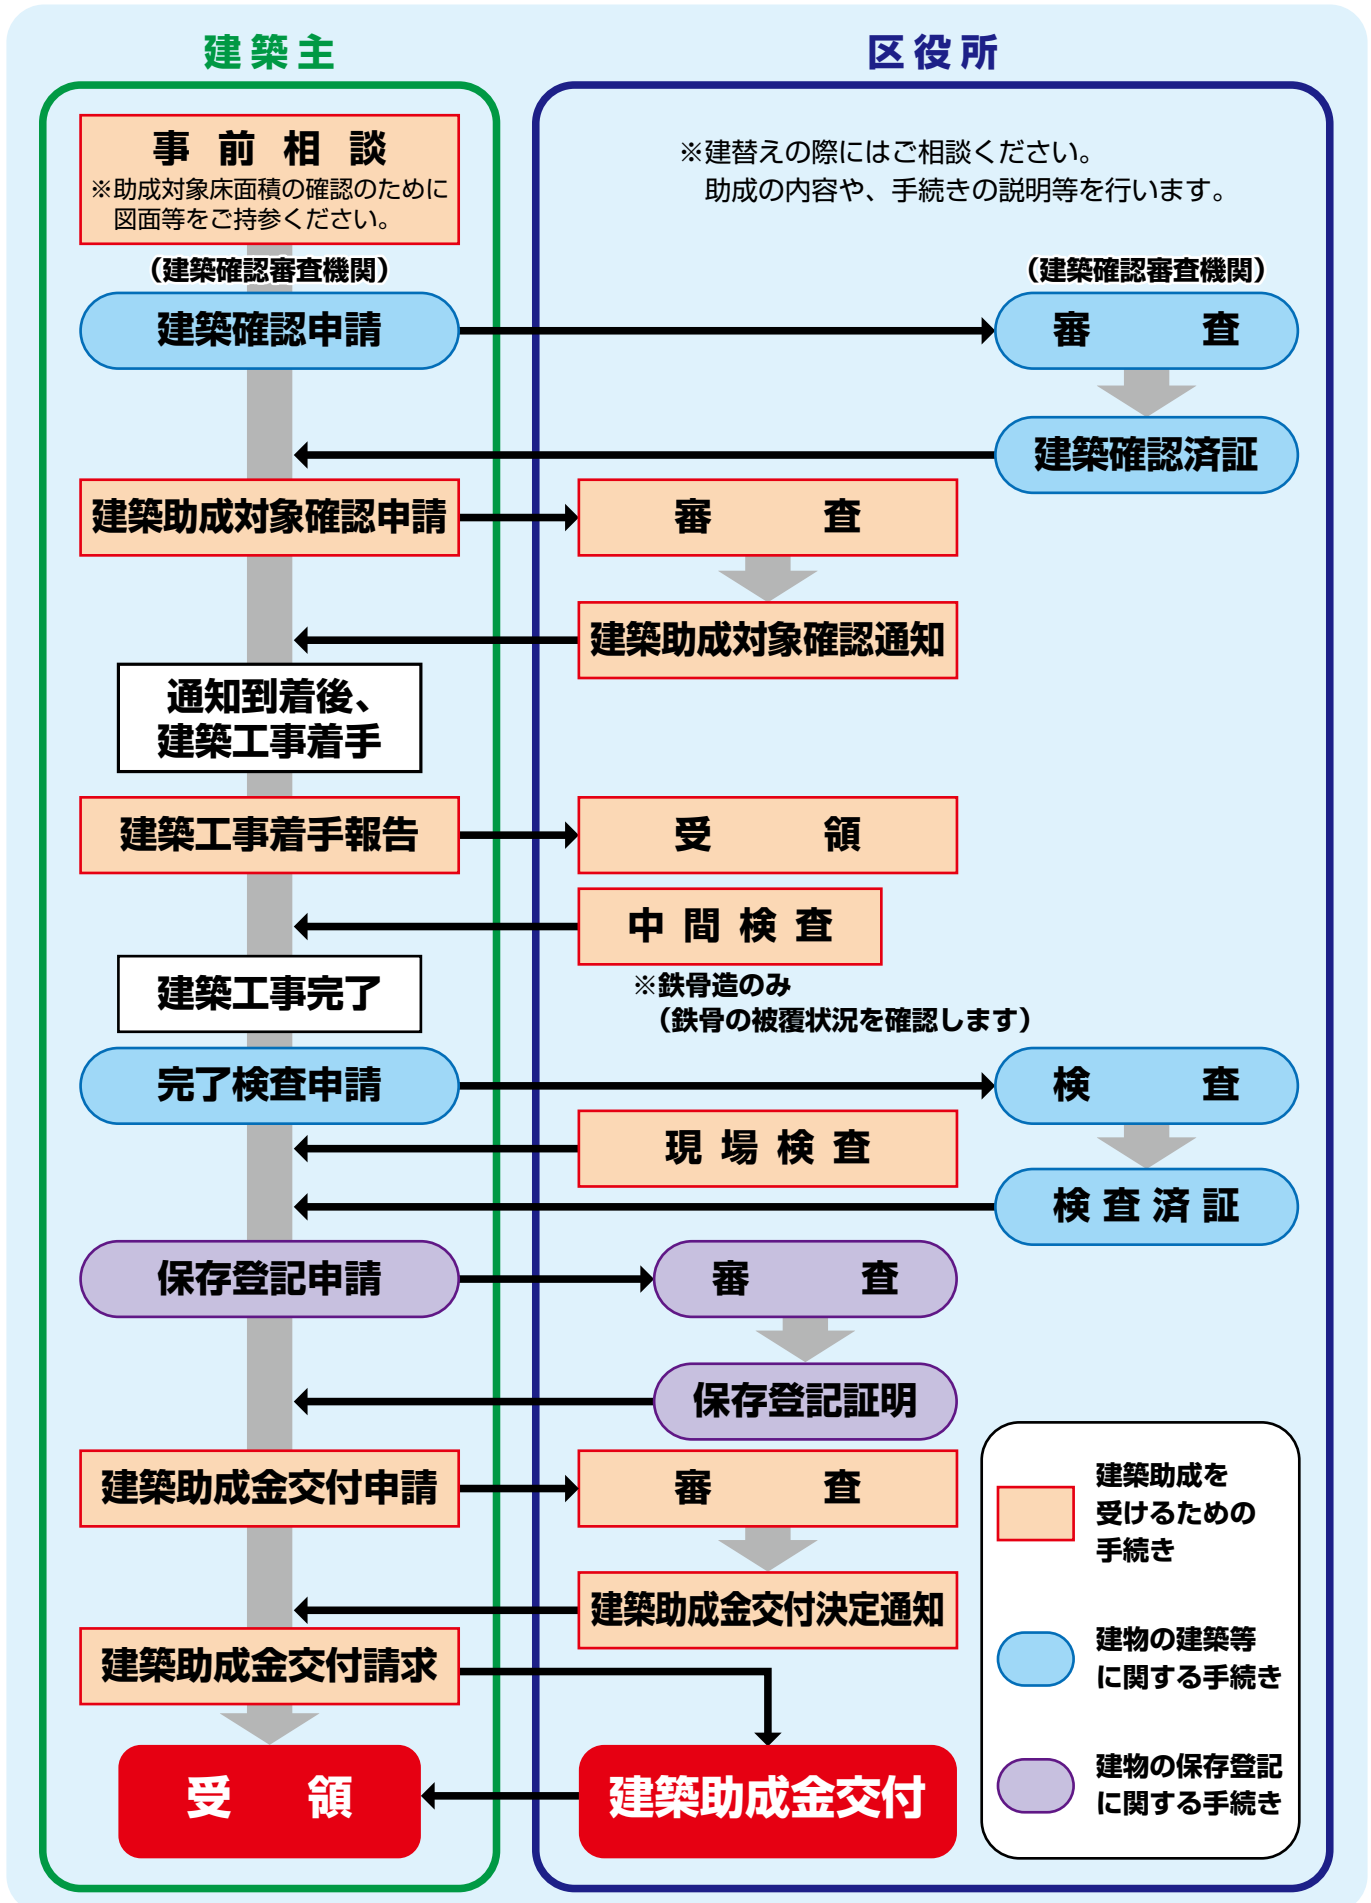 建築主
区役所
事前相談
※助成対象床面積の確認のために
図面等をご持参ください。
※建替えの際にはご相談ください。
助成の内容や、手続きの説明等を行います。
（建築確認審査機関）
（建築確認審査機関）
建築確認申請
審査
建築確認済証
建築助成対象確認申請
審査
建築助成対象確認通知
通知到着後、
建築工事着手
建築工事着手報告
受領
中間検査
※鉄骨造のみ
（鉄骨の被覆状況を確認します）
建築工事完了
完了検査申請
検査
現場検査
検査済証
保存登記申請
審査
保存登記証明
建築助成金交付申請
審査
建築助成金交付決定通知
建築助成金交付請求
受領
建築助成金交付
建築助成を
受けるための
手続き
建物の建築等
に関する手続き
建物の保存登記
に関する手続き